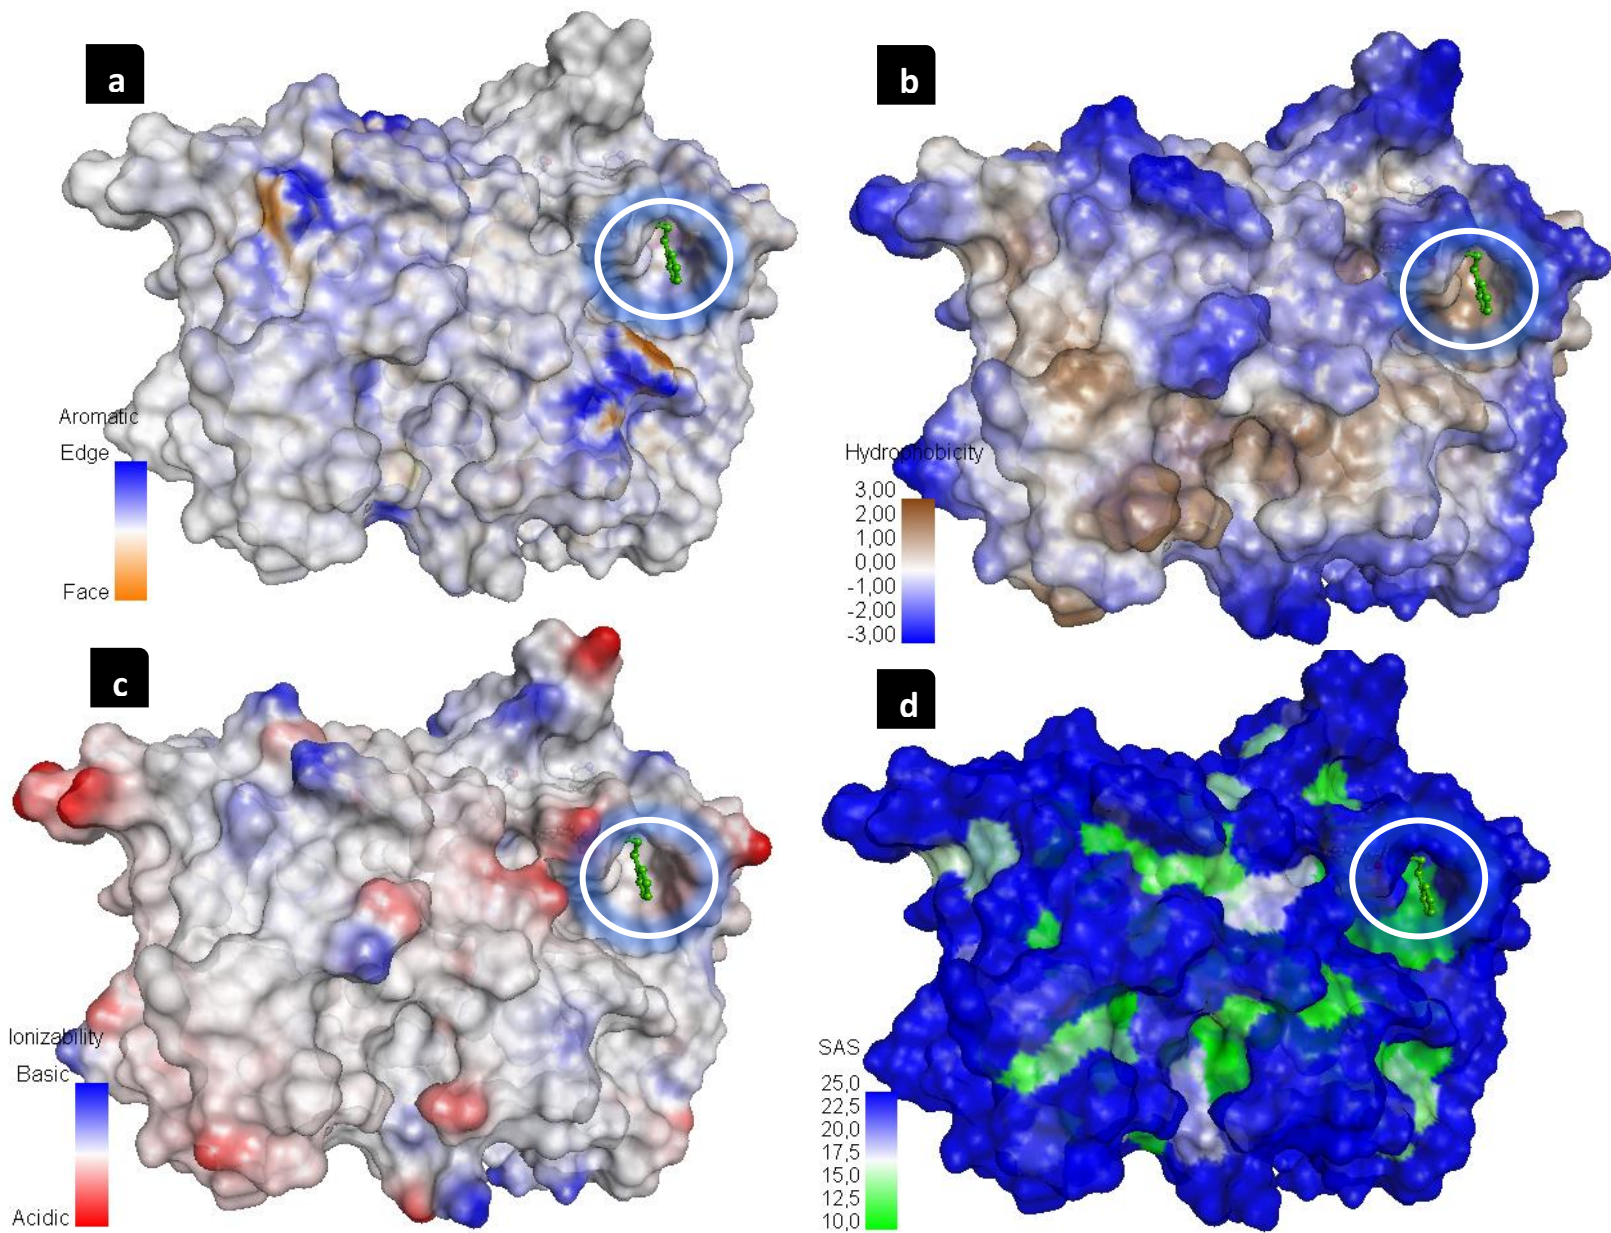 a
Aromatic
Edge
Face
b
Hydrophobicity
3,00
2,00
1,00
0,00
-1,00
-2,00
-3,00
c
Ionizability
Basic
Acidic
d
SAS
25,0
22,5
20,0
17,5
15,0
12,5
10,0